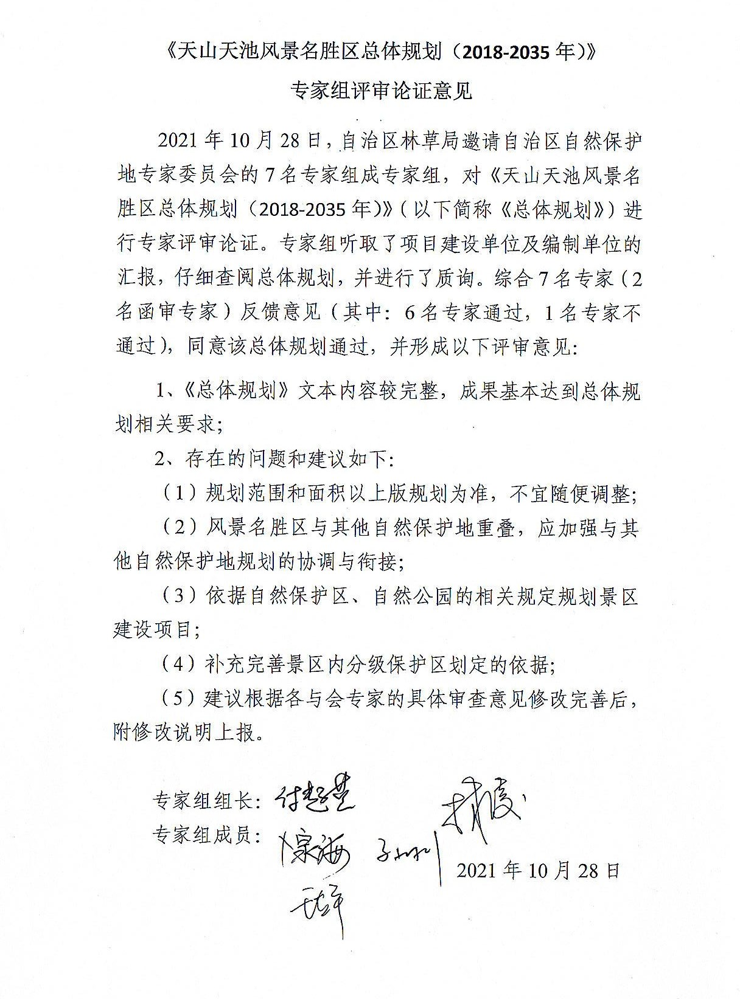 《天山天池风景名胜区总体规划（2018-2035 年）》
专家组评审论证意见
2021 年 10 月 28 日，自治区林草局邀请自治区自然保护
地专家委员会的 7 名专家组成专家组，对《天山天池风景名
胜区总体规划（2018-2035 年）》（以下简称《总体规划》）进
行专家评审论证。专家组听取了项目建设单位及编制单位的
汇报，仔细查阅总体规划，并进行了质询。综合 7 名专家（2
名函审专家）反馈意见（其中：6 名专家通过，1 名专家不
通过），同意该总体规划通过，并形成以下评审意见：
1、《总体规划》文本内容较完整，成果基本达到总体规
划相关要求；
2、存在的问题和建议如下：
（1）规划范围和面积以上版规划为准，不宜随便调整；
（2）风景名胜区与其他自然保护地重叠，应加强与其
他自然保护地规划的协调与衔接；
（3）依据自然保护区、自然公园的相关规定规划景区
建设项目；
（4）补充完善景区内分级保护区划定的依据；
（5）建议根据各与会专家的具体审查意见修改完善后，
附修改说明上报。
专家组组长：
专家组成员：
2021 年 10 月 28 日